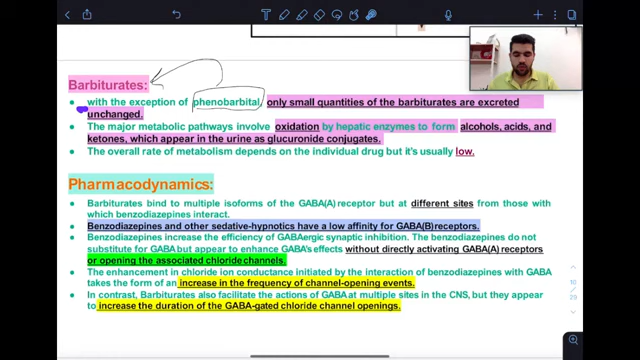 Barbiturates:
with the exception of phenobarbital, only small quantities of the barbiturates are excreted
unchanged.
The major metabolic pathways involve oxidation by hepatic enzymes to form alcohols, acids, and
ketones, which appear in the urine as glucuronide conjugates.
The overall rate of metabolism depends on the individual drug but it's usually low.
Pharmacodynamics:
Barbiturates bind to multiple isoforms of the GABA(A) receptor but at different sites from those with
which benzodiazepines interact.
Benzodiazepines and other sedative-hypnotics have a low affinity for GABA(B) receptors.
Benzodiazepines increase the efficiency of GABAergic synaptic inhibition. The benzodiazepines do not
substitute for GABA but appear to enhance GABA's effects without directly activating GABA(A) receptors
or opening the associated chloride channels.
The enhancement in chloride ion conductance initiated by the interaction of benzodiazepines with GABA
takes the form of an increase in the frequency of channel-opening events.
In contrast, Barbiturates also facilitate the actions of GABA at multiple sites in the CNS, but they appear
to increase the duration of the GABA-gated chloride channel openings.